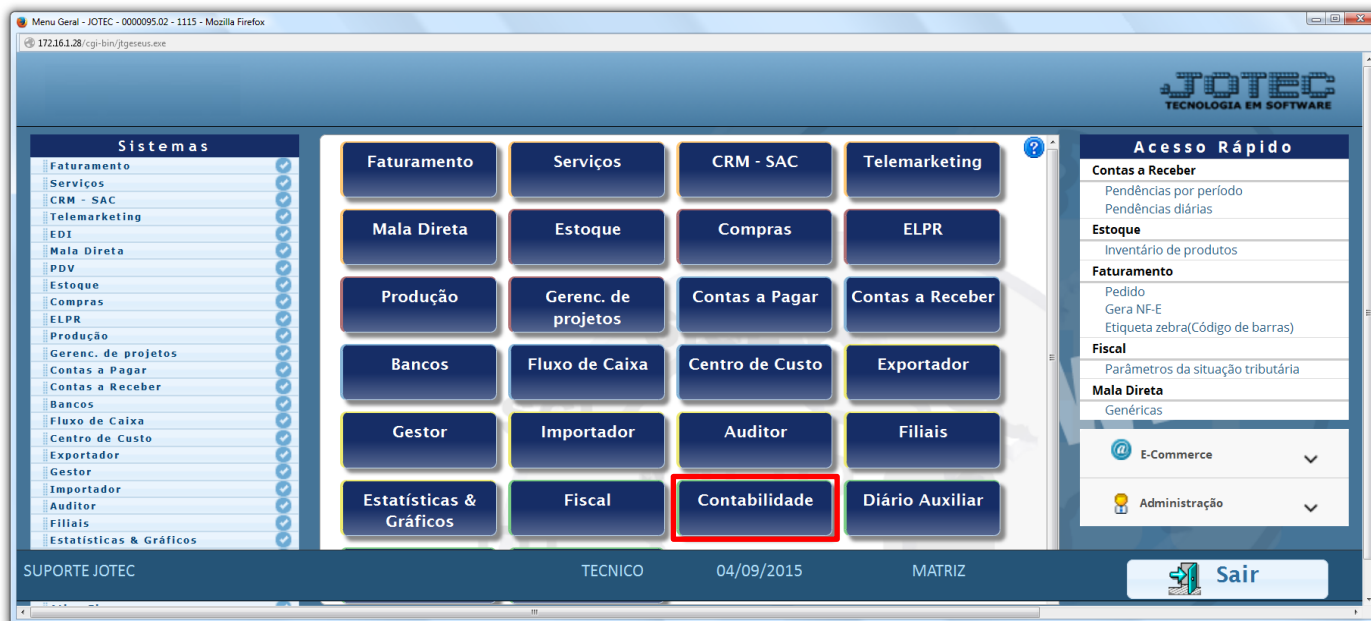 Menu Geral - JOTEC - 0000095.02 - 1115 - Mozilla Firefox
172.16.1.28/cgi-bin/jtgeseus.exe
JOTEC
TECNOLOGIA EM SOFTWARE
Sistemas
Faturamento
Serviços
CRM - SAC
Telemarketing
EDI
Mala Direta
PDV
Estoque
Compras
ELPR
Produção
Gerenc. de projetos
Contas a Pagar
Contas a Receber
Bancos
Fluxo de Caixa
Centro de Custo
Exportador
Gestor
Importador
Auditor
Filiais
Estatísticas & Gráficos
Faturamento
Serviços
CRM - SAC
Telemarketing
Mala Direta
Estoque
Compras
ELPR
Produção
Gerenc. de
projetos
Contas a Pagar
Contas a Receber
Bancos
Fluxo de Caixa
Centro de Custo
Exportador
Gestor
Importador
Auditor
Filiais
Estatísticas &
Gráficos
Fiscal
Contabilidade
Diário Auxiliar
Acesso Rápido
Contas a Receber
Pendências por período
Pendências diárias
Estoque
Inventário de produtos
Faturamento
Pedido
Gera NF-E
Etiqueta zebra(Código de barras)
Fiscal
Parâmetros da situação tributária
Mala Direta
Genéricas
E-Commerce
Administração
SUPORTE JOTEC
TECNICO
04/09/2015
MATRIZ
Sair